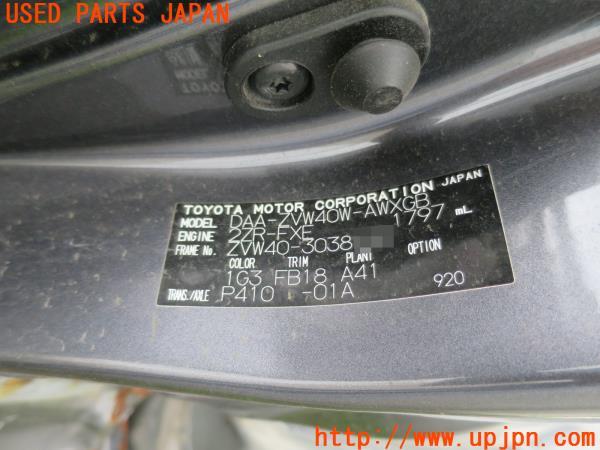 USED PARTS JAPAN
TOYOTA MOTOR CORPORATION JAPAN
MODEL DAA-ZVW40W-AWXGB
ENGINE 2ZR-FXE 1797 mL
FRAME No. ZVW40-3038
COLOR TRIM PLANT OPTION
1G3 FB18 A41
TRANS./AXLE P410 -01A 920
UPJ http://www.upjpn.com/